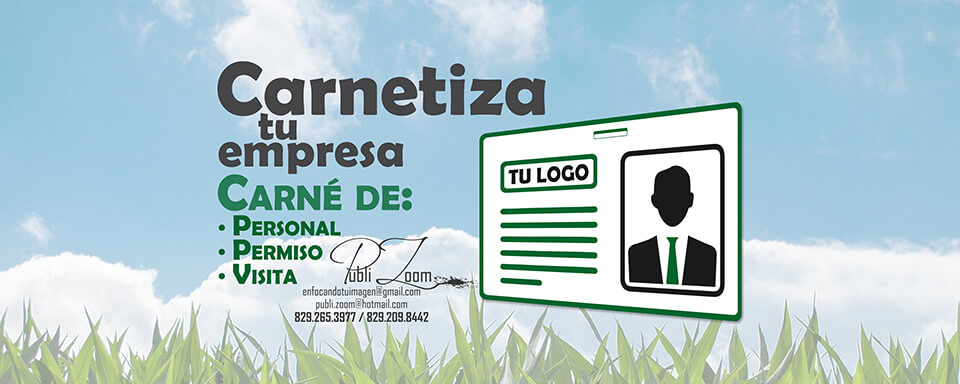 Carnetiza
tu
empresa
CARNÉ DE:
• PERSONAL
• PERMISO
• VISITA
Publi Zoom
enfocandotuimagen@gmail.com
publi.zoom@hotmail.com
829.265.3977 / 829.209.8442
TU LOGO